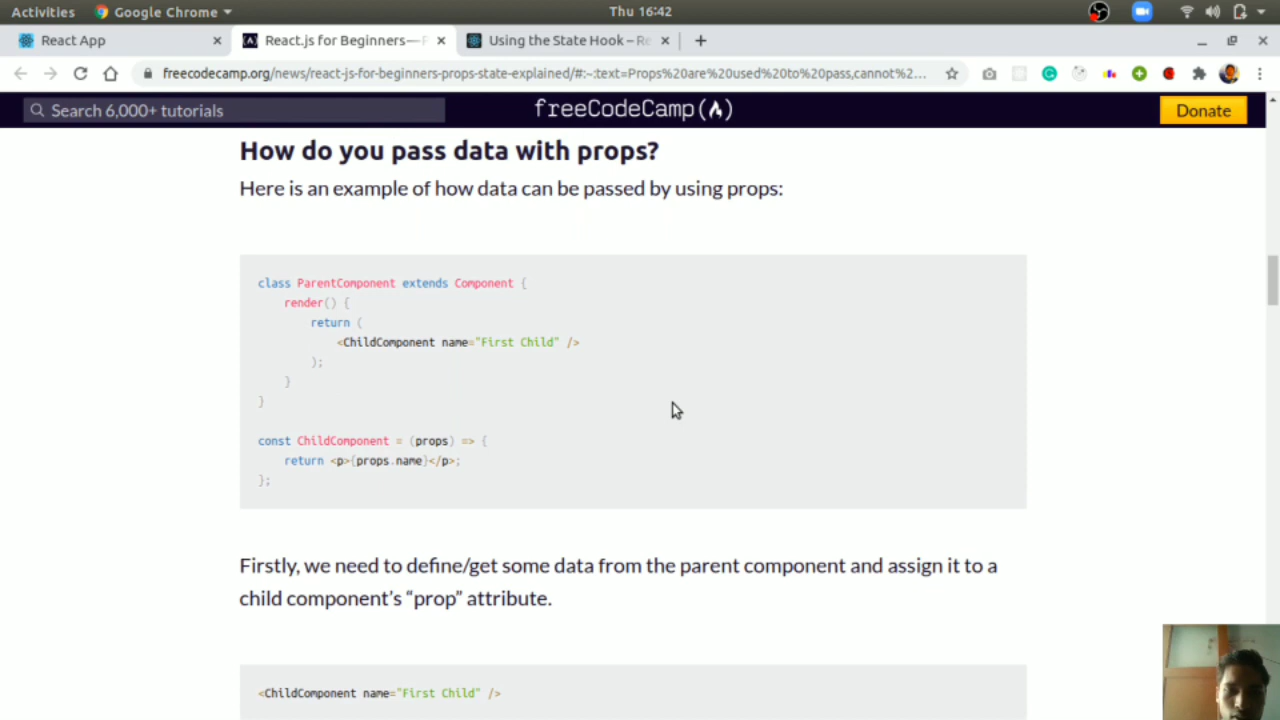 Activities
Google Chrome
Thu 16:42
React App
React.js for Beginners—
Using the State Hook – Re
freecodecamp.org/news/react-js-for-beginners-props-state-explained/#:~:text=Props%20are%20used%20to%20pass,cannot%2...
Search 6,000+ tutorials
freeCodeCamp
Donate
How do you pass data with props?
Here is an example of how data can be passed by using props:
class ParentComponent extends Component {
render() {
return (
<ChildComponent name="First Child" />
);
}
}
const ChildComponent = (props) => {
return <p>{props.name}</p>;
};
Firstly, we need to define/get some data from the parent component and assign it to a
child component's “prop” attribute.
<ChildComponent name="First Child" />